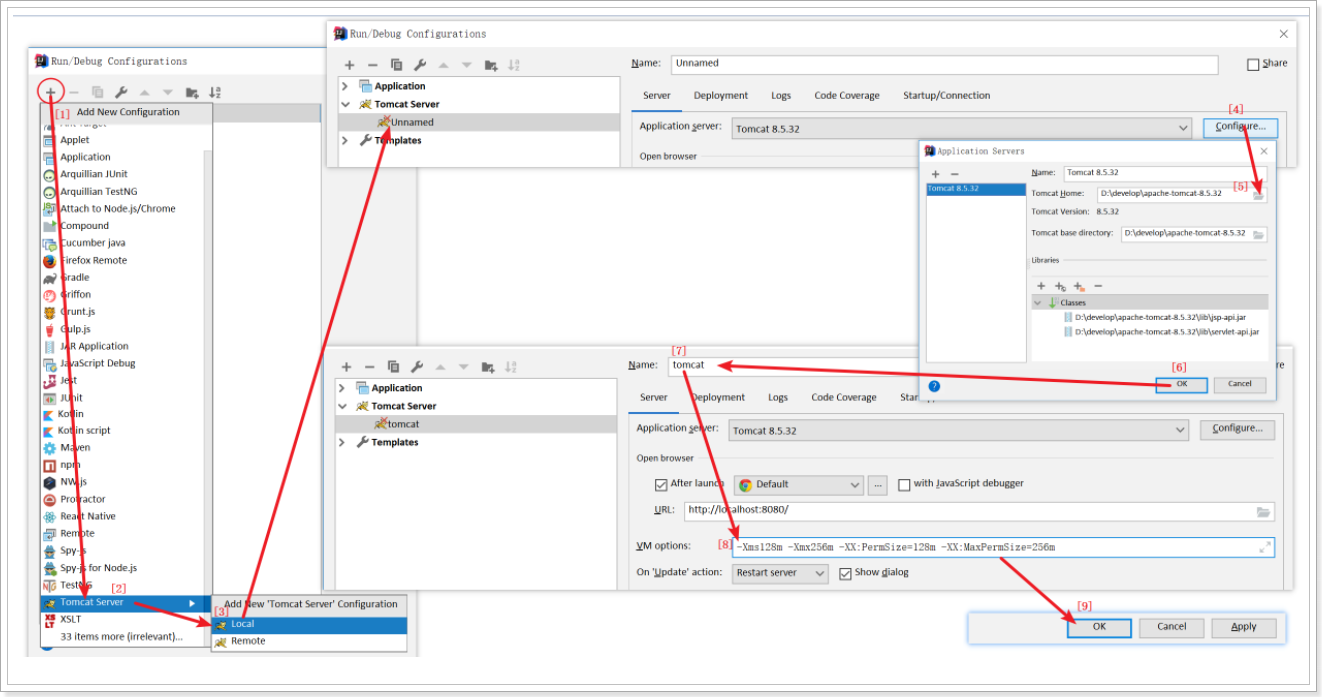 Run/Debug Configurations
[1] Add New Configuration
Applet
Application
Arquillian JUnit
Arquillian TestNG
Attach to Node.js/Chrome
Compound
Cucumber java
Firefox Remote
Gradle
Griffon
Grunt.js
Gulp.js
JAR Application
JavaScript Debug
Jest
JUnit
Kotlin
Kotlin script
Maven
npm
NW.js
Protractor
React Native
Remote
Spy-js
Spy-js for Node.js
TestNG
[2]
Tomcat Server
XSLT
33 items more (irrelevant)...
Add New 'Tomcat Server' Configuration
[3]
Local
Remote
Run/Debug Configurations
Application
Tomcat Server
Unnamed
Templates
Name: Unnamed
Share
Server Deployment Logs Code Coverage Startup/Connection
[4]
Application server: Tomcat 8.5.32 Configure...
Open browser
Application Servers
Tomcat 8.5.32
Name: Tomcat 8.5.32
Tomcat Home: D:\develop\apache-tomcat-8.5.32 [5]
Tomcat Version: 8.5.32
Tomcat base directory: D:\develop\apache-tomcat-8.5.32
Libraries
Classes
D:\develop\apache-tomcat-8.5.32\lib\jsp-api.jar
D:\develop\apache-tomcat-8.5.32\lib\servlet-api.jar
[6]
OK Cancel
Application
Tomcat Server
tomcat
Templates
[7]
Name: tomcat
Server Deployment Logs Code Coverage
Application server: Tomcat 8.5.32 Configure...
Open browser
After launch Default ... with JavaScript debugger
URL: http://localhost:8080/
VM options: [8] -Xms128m -Xmx256m -XX:PermSize=128m -XX:MaxPermSize=256m
On 'Update' action: Restart server Show dialog
[9]
OK Cancel Apply